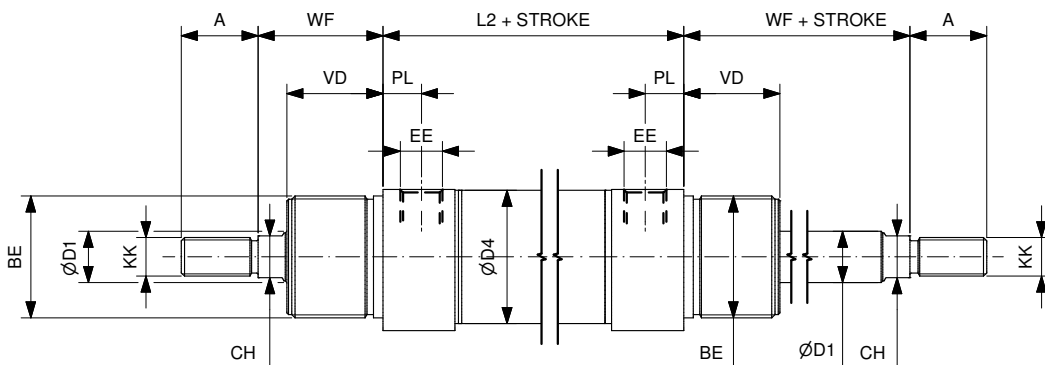 A WF L2 + STROKE WF + STROKE A
VD PL PL VD
EE EE
BE ØD1 KK ØD4 KK
CH BE ØD1 CH